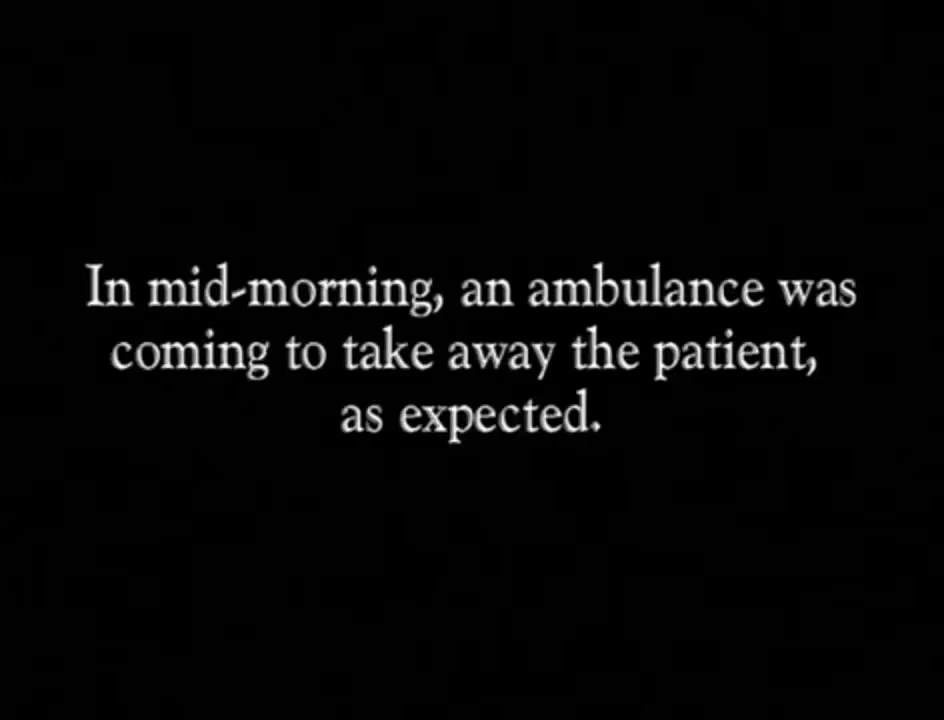 In mid-morning, an ambulance was
coming to take away the patient,
as expected.